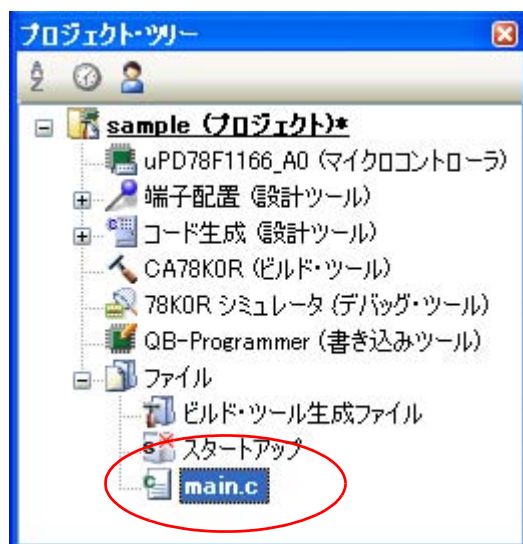 プロジェクト・ツリー
sample (プロジェクト)*
uPD78F1166_A0 (マイクロコントローラ)
端子配置 (設計ツール)
コード生成 (設計ツール)
CA78K0R (ビルド・ツール)
78K0R シミュレータ (デバッグ・ツール)
QB-Programmer (書き込みツール)
ファイル
ビルド・ツール生成ファイル
スタートアップ
main.c